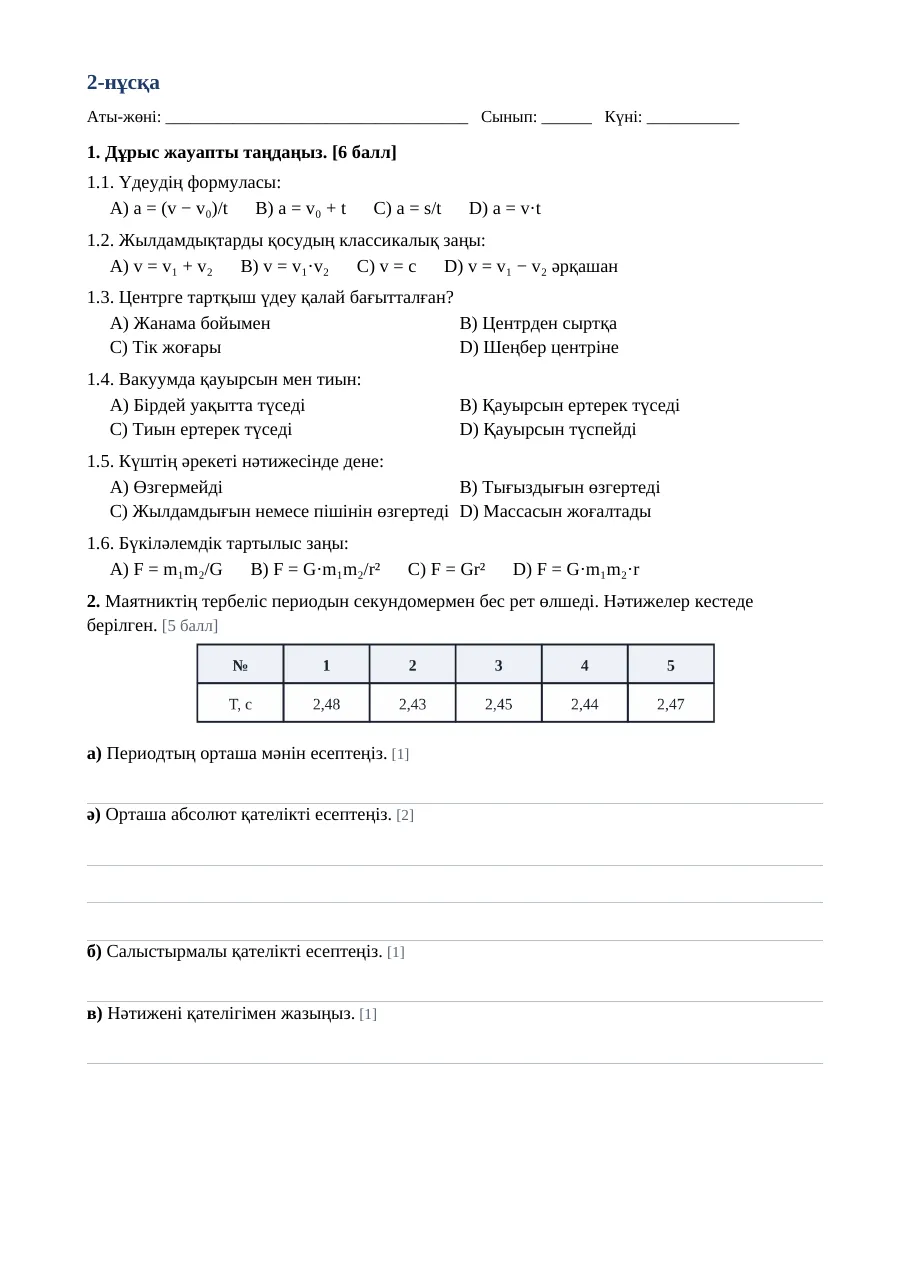 2-нұсқа
Аты-жөні: ____________________________________ Сынып: ______ Күні: ___________
1. Дұрыс жауапты таңдаңыз. [6 балл]
1.1. Үдеудің формуласы:
A) a = (v − v₀)/t B) a = v₀ + t C) a = s/t D) a = v·t
1.2. Жылдамдықтарды қосудың классикалық заңы:
A) v = v₁ + v₂ B) v = v₁·v₂ C) v = c D) v = v₁ − v₂ әрқашан
1.3. Центрге тартқыш үдеу қалай бағытталған?
A) Жанама бойымен B) Центрден сыртқа
C) Тік жоғары D) Шеңбер центріне
1.4. Вакуумда қауырсын мен тиын:
A) Бірдей уақытта түседі B) Қауырсын ертерек түседі
C) Тиын ертерек түседі D) Қауырсын түспейді
1.5. Күштің әрекеті нәтижесінде дене:
A) Өзгермейді B) Тығыздығын өзгертеді
C) Жылдамдығын немесе пішінін өзгертеді D) Массасын жоғалтады
1.6. Бүкіләлемдік тартылыс заңы:
A) F = m₁m₂/G B) F = G·m₁m₂/r² C) F = Gr² D) F = G·m₁m₂·r
2. Маятниктің тербеліс периодын секундомермен бес рет өлшеді. Нәтижелер кестеде
берілген. [5 балл]
№ 1 2 3 4 5
T, с 2,48 2,43 2,45 2,44 2,47
а) Периодтың орташа мәнін есептеңіз. [1]
ә) Орташа абсолют қателікті есептеңіз. [2]
б) Салыстырмалы қателікті есептеңіз. [1]
в) Нәтижені қателігімен жазыңыз. [1]